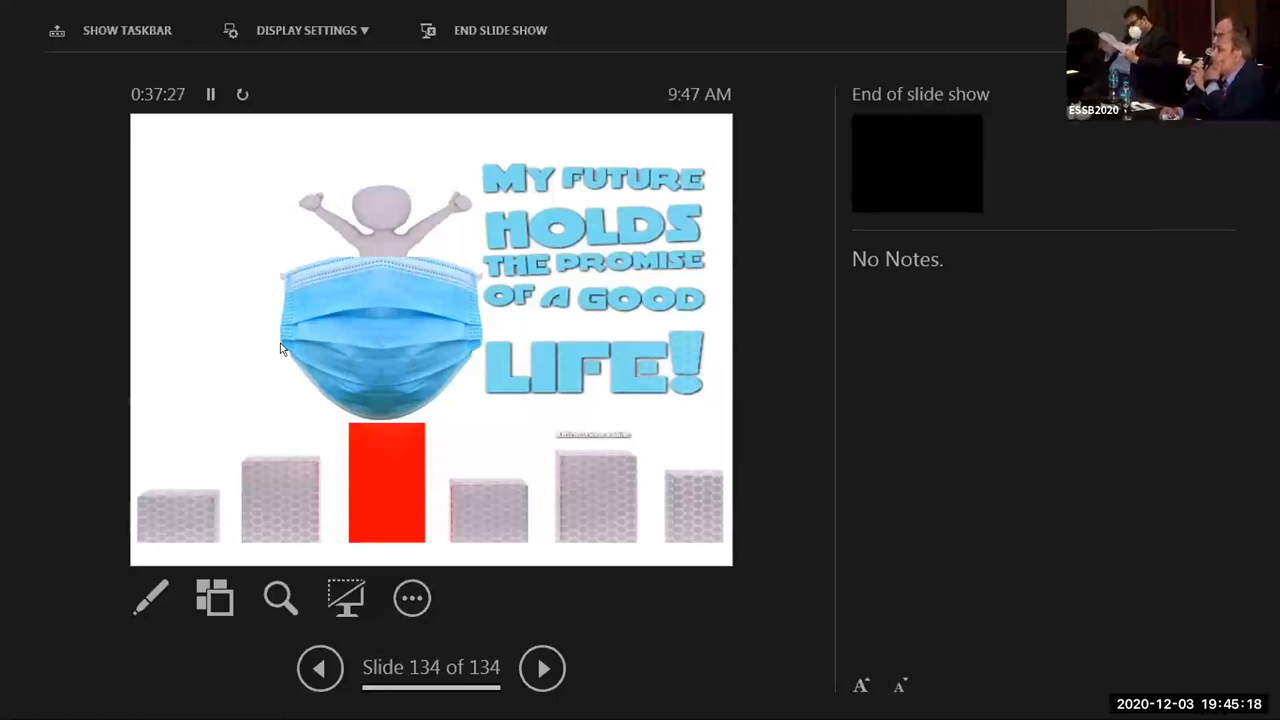 SHOW TASKBAR
DISPLAY SETTINGS ▼
END SLIDE SHOW
0:37:27
9:47 AM
End of slide show
ESSB2020
MY FUTURE
HOLDS
THE PROMISE
OF A GOOD
LIFE!
No Notes.
Slide 134 of 134
A A
2020-12-03 19:45:18